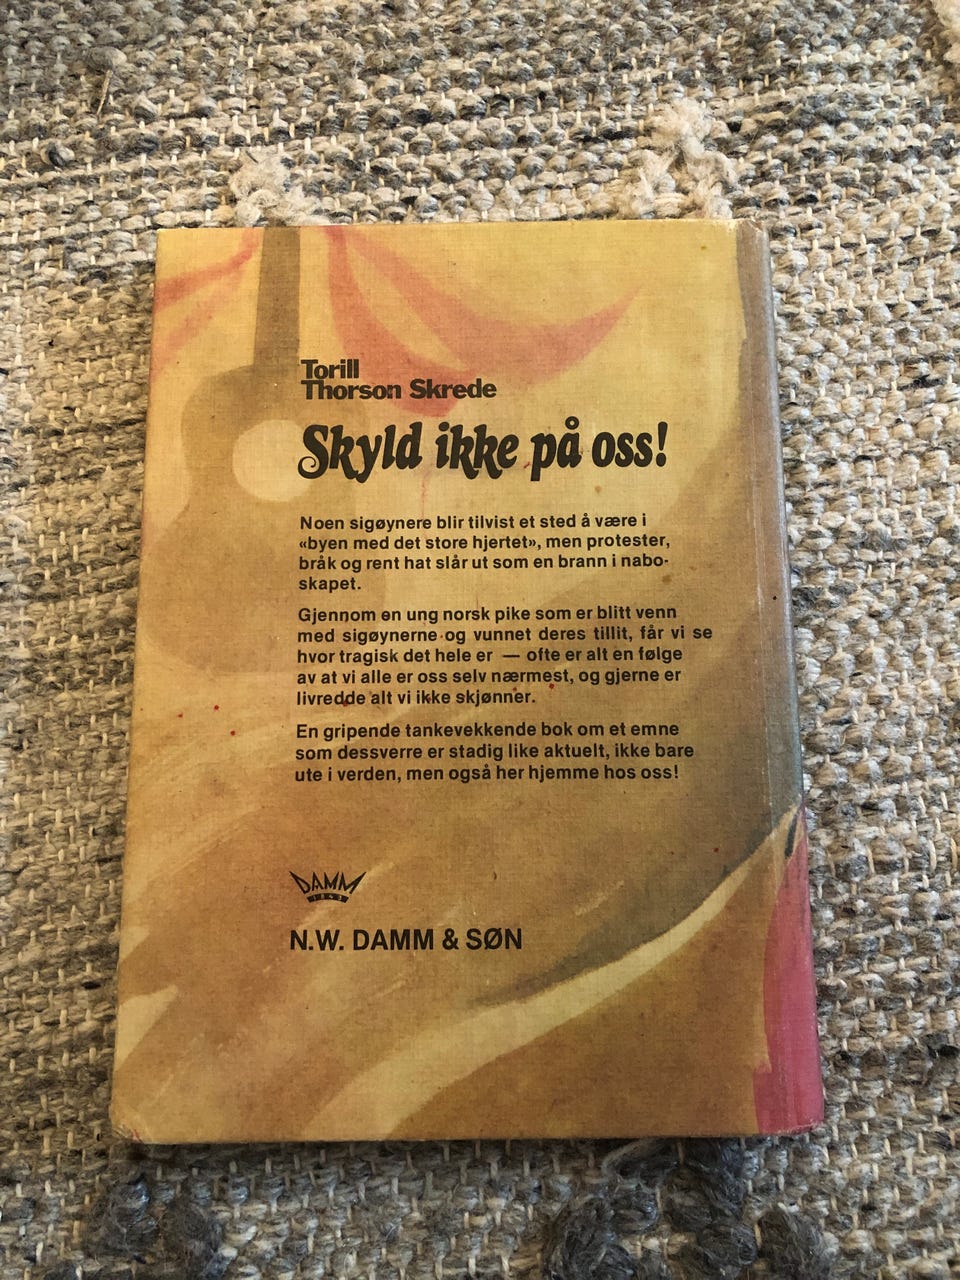 Torill
Thorson Skrede
Skyld ikke på oss!
Noen sigøynere blir tilvist et sted å være i
«byen med det store hjertet», men protester,
bråk og rent hat slår ut som en brann i nabo-
skapet.
Gjennom en ung norsk pike som er blitt venn
med sigøynerne og vunnet deres tillit, får vi se
hvor tragisk det hele er — ofte er alt en følge
av at vi alle er oss selv nærmest, og gjerne er
livredde alt vi ikke skjønner.
En gripende tankevekkende bok om et emne
som dessverre er stadig like aktuelt, ikke bare
ute i verden, men også her hjemme hos oss!
DAMM
1843
N.W. DAMM & SØN